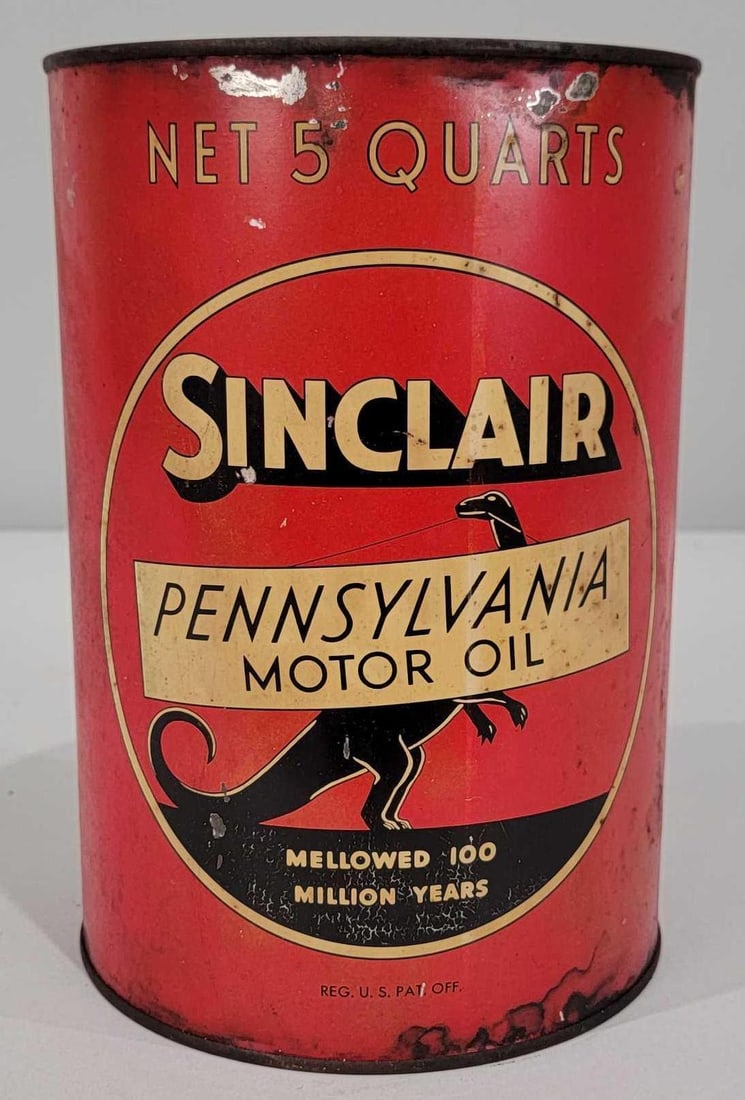 NET 5 QUARTS
SINCLAIR
PENNSYLVANIA
MOTOR OIL
MELLOWED 100
MILLION YEARS
REG. U. S. PAT. OFF.